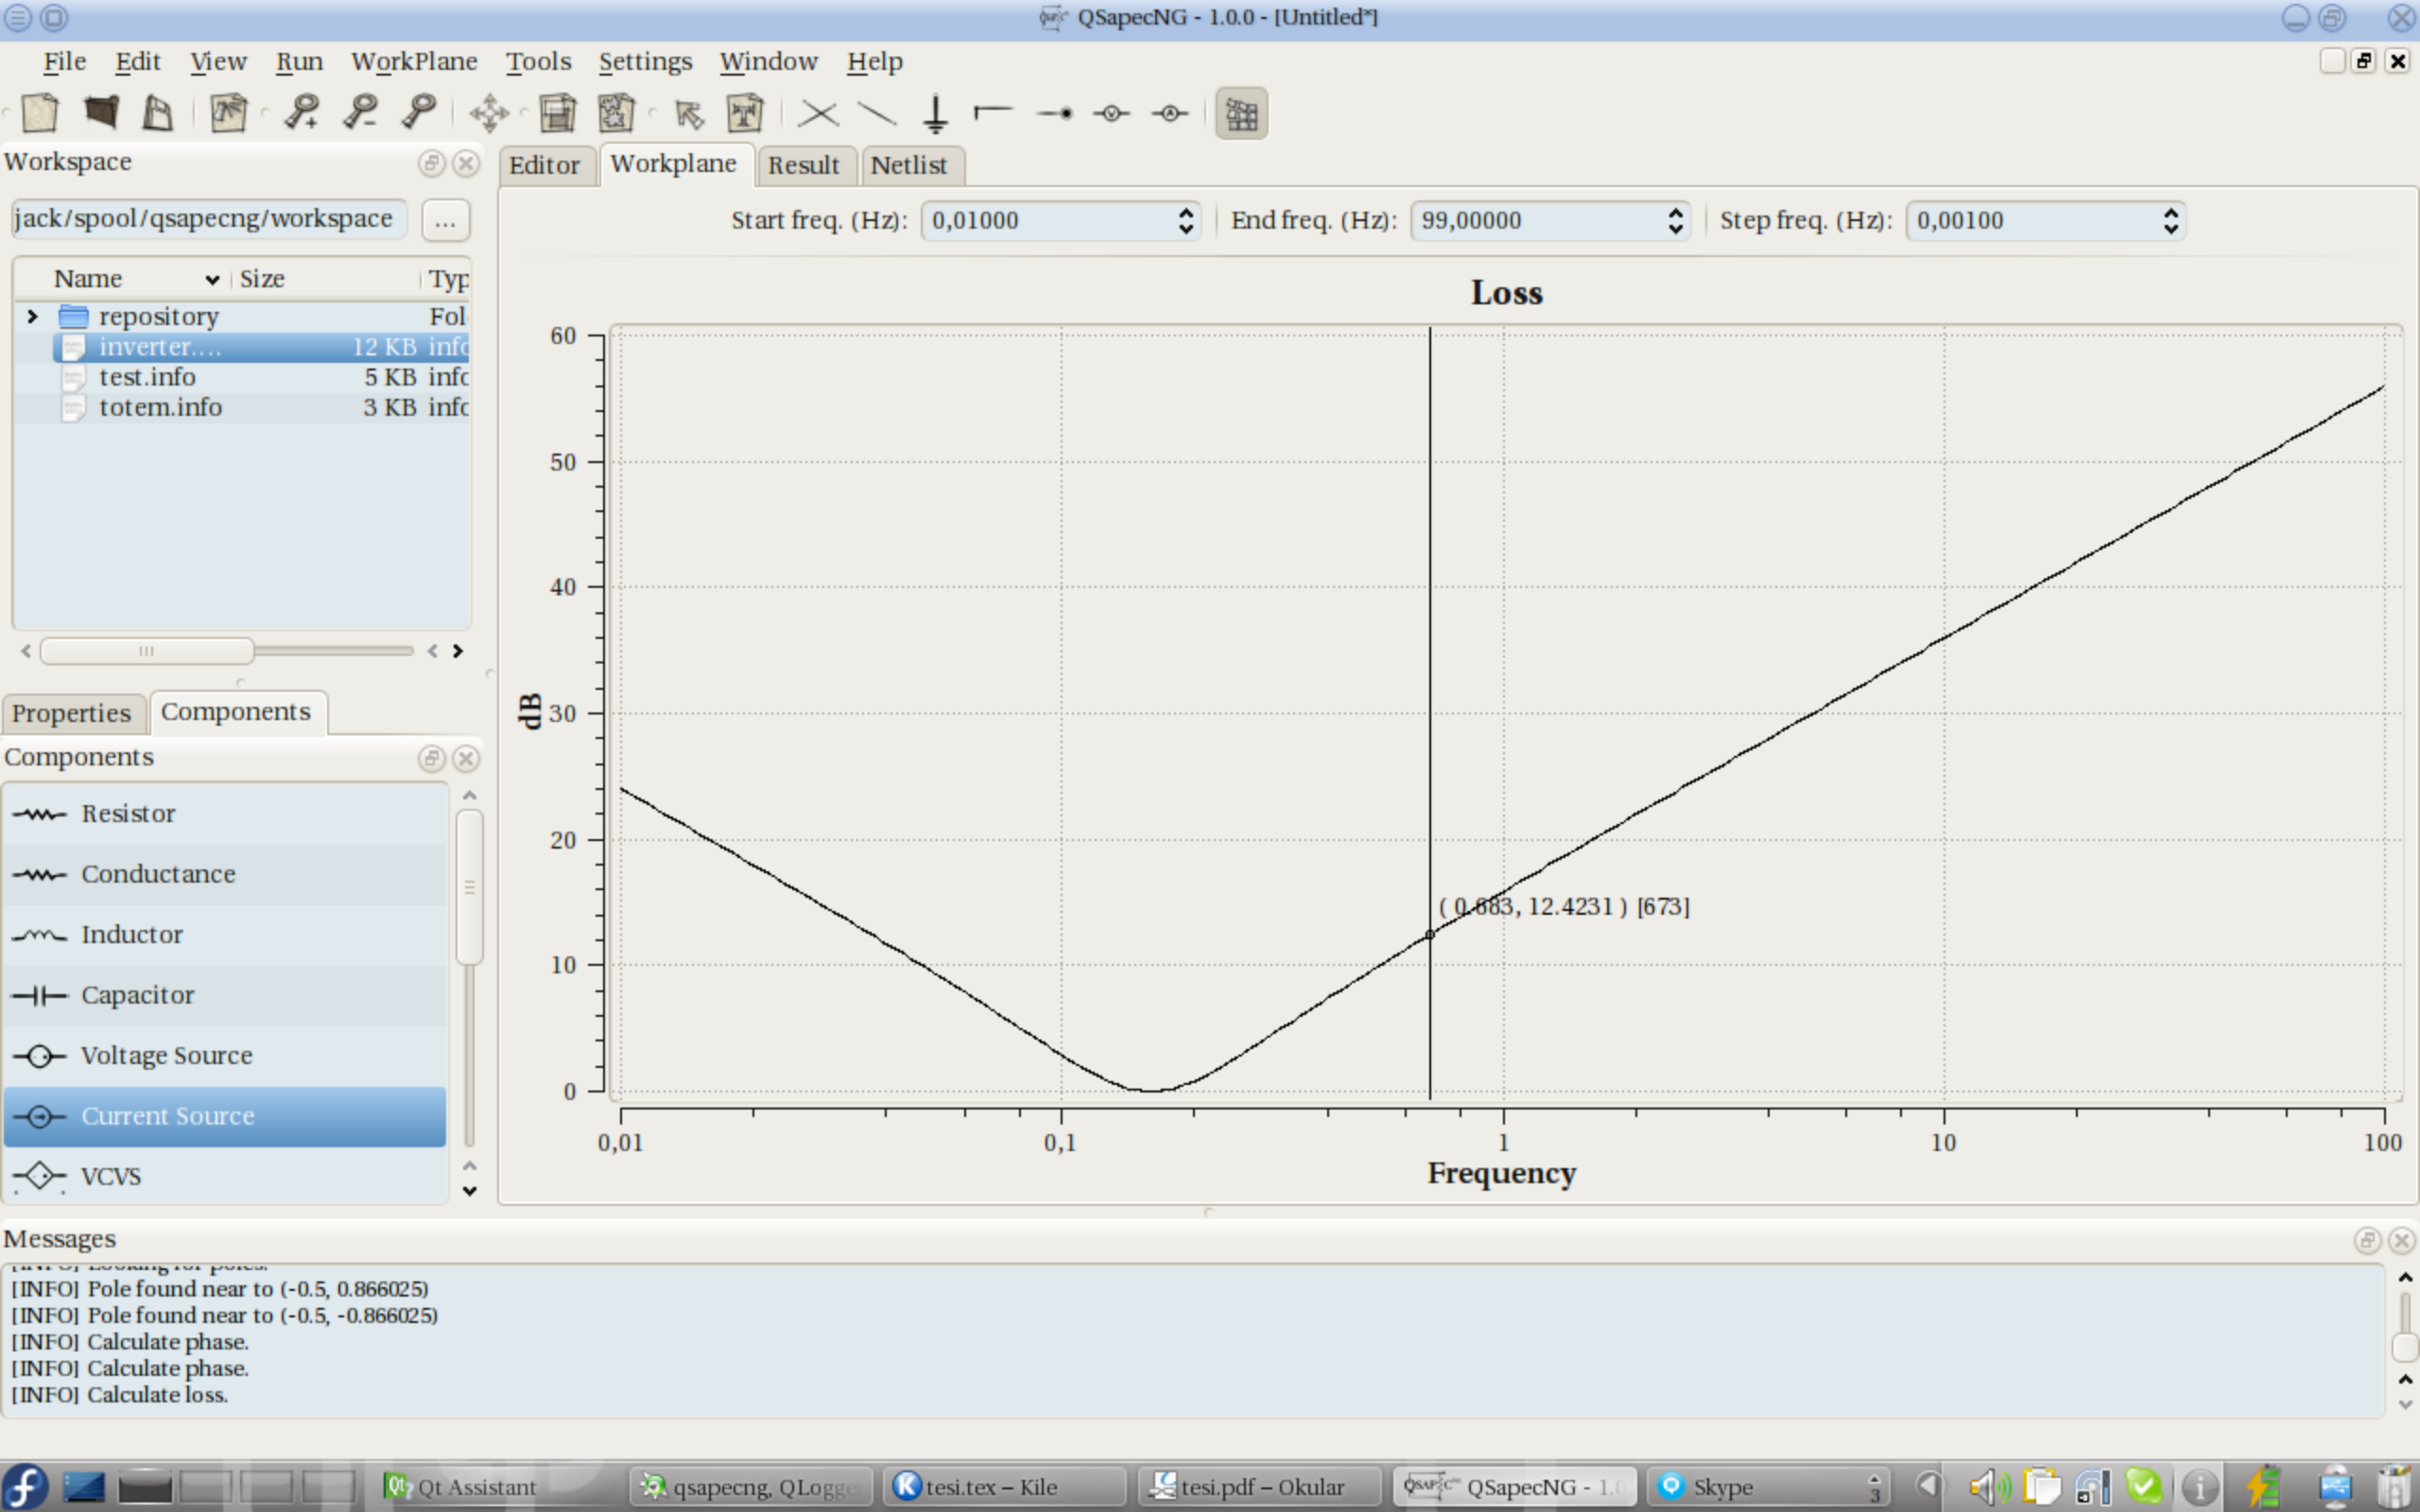 QSapecNG - 1.0.0 - [Untitled*]
File Edit View Run WorkPlane Tools Settings Window Help
Workspace
jack/spool/qsapecng/workspace ...
Name Size Typ
repository Fol
inverter.... 12 KB info
test.info 5 KB info
totem.info 3 KB info
Properties Components
Components
Resistor
Conductance
Inductor
Capacitor
Voltage Source
Current Source
VCVS
Editor Workplane Result Netlist
Start freq. (Hz): 0,01000 End freq. (Hz): 99,00000 Step freq. (Hz): 0,00100
Loss
60
50
40
30
20
10
0
dB
( 0.683, 12.4231 ) [673]
0,01 0,1 1 10 100
Frequency
Messages
[INFO] Looking for poles.
[INFO] Pole found near to (-0.5, 0.866025)
[INFO] Pole found near to (-0.5, -0.866025)
[INFO] Calculate phase.
[INFO] Calculate phase.
[INFO] Calculate loss.
Qt Assistant qsapecng, QLogge tesi.tex – Kile tesi.pdf – Okular QSapecNG - 1.0 Skype 3